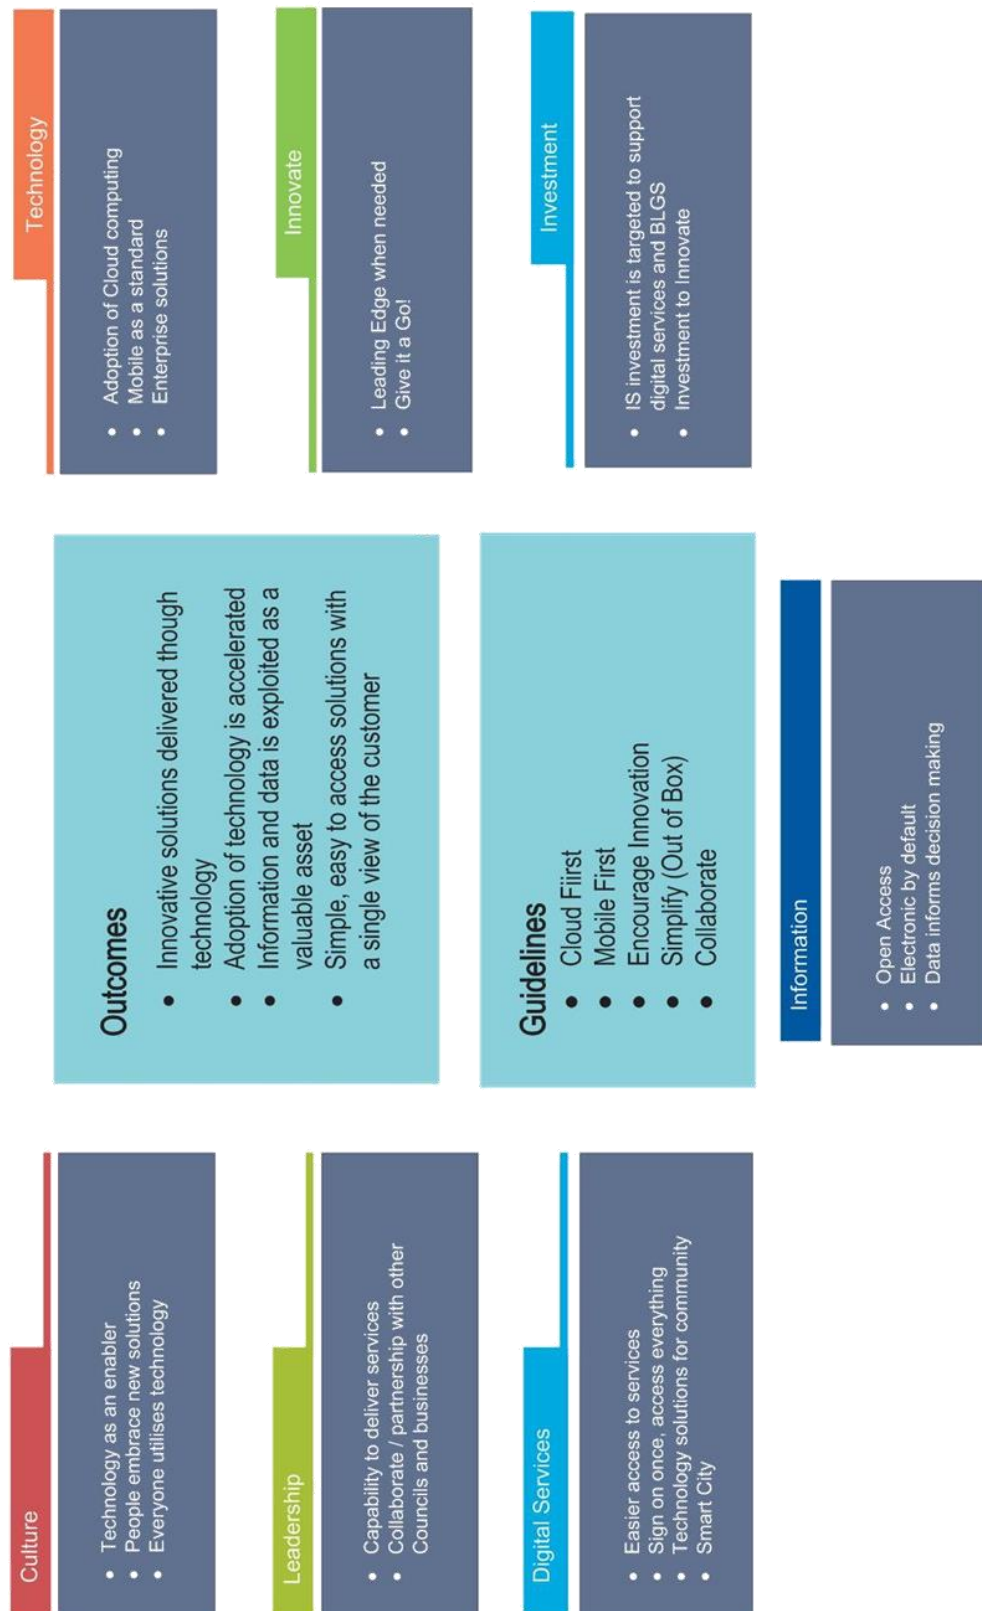 Culture
Technology as an enabler
People embrace new solutions
Everyone utilises technology
Leadership
Capability to deliver services
Collaborate / partnership with other
Councils and businesses
Digital Services
Easier access to services
Sign on once, access everything
Technology solutions for community
Smart City
Outcomes
Innovative solutions delivered though
technology
Adoption of technology is accelerated
Information and data is exploited as a
valuable asset
Simple, easy to access solutions with
a single view of the customer
Guidelines
Cloud Fiirst
Mobile First
Encourage Innovation
Simplify (Out of Box)
Collaborate
Information
Open Access
Electronic by default
Data informs decision making
Technology
Adoption of Cloud computing
Mobile as a standard
Enterprise solutions
Innovate
Leading Edge when needed
Give it a Go!
Investment
IS investment is targeted to support
digital services and BLGS
Investment to Innovate